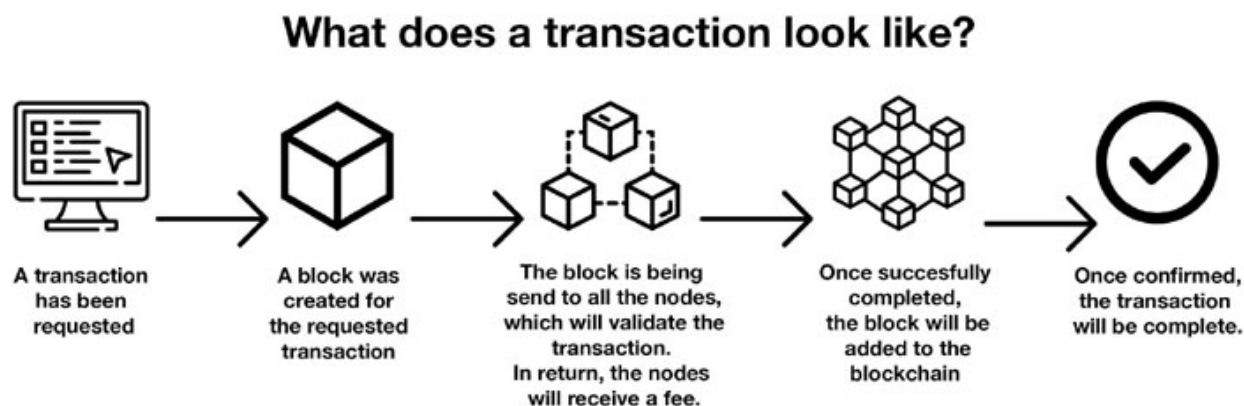 What does a transaction look like?
A transaction
has been
requested
A block was
created for
the requested
transaction
The block is being
send to all the nodes,
which will validate the
transaction.
In return, the nodes
will receive a fee.
Once succesfully
completed,
the block will be
added to the
blockchain
Once confirmed,
the transaction
will be complete.